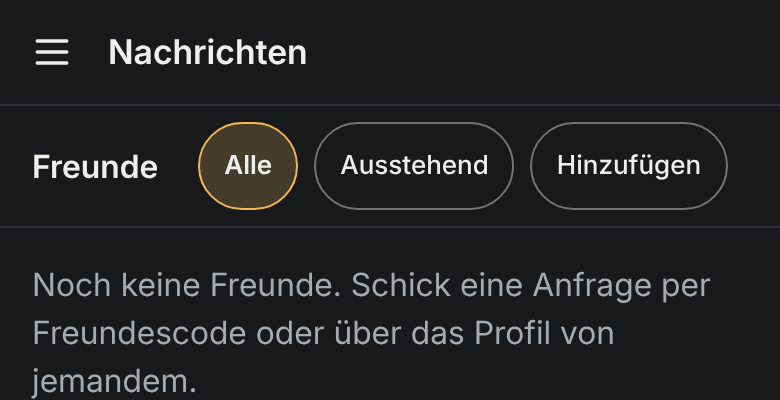 Nachrichten
Freunde Alle Ausstehend Hinzufügen
Noch keine Freunde. Schick eine Anfrage per
Freundescode oder über das Profil von
jemandem.